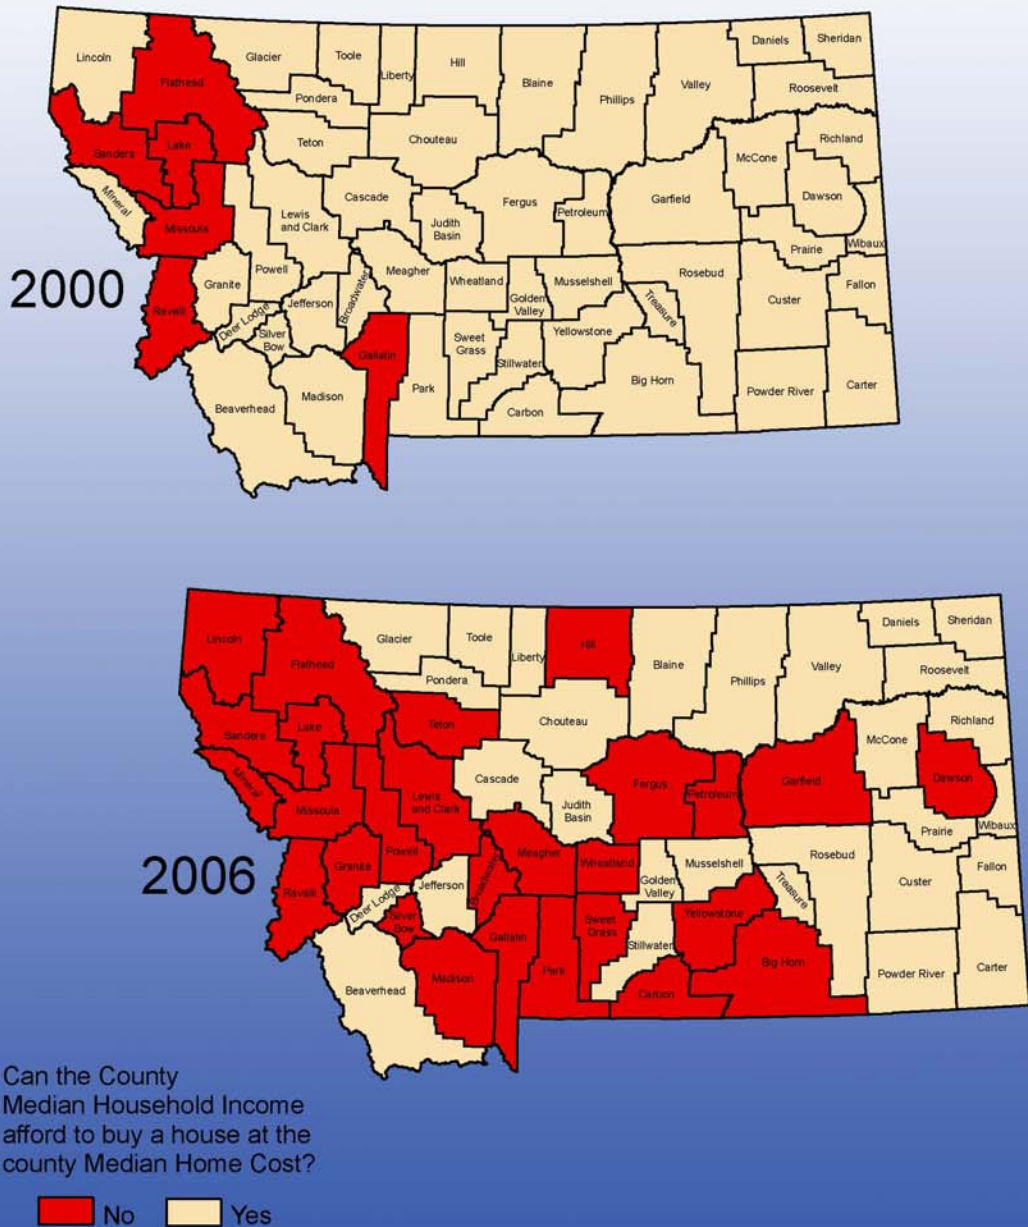 Lincoln
Flathead
Glacier
Toole
Liberty
Hill
Blaine
Phillips
Valley
Daniels
Sheridan
Roosevelt
Pondera
Teton
Chouteau
Richland
McCone
Sanders
Lake
Mineral
Missoula
Lewis
and Clark
Cascade
Judith
Basin
Fergus
Petroleum
Garfield
Dawson
Wibaux
Prairie
2000
Ravalli
Granite
Powell
Deer Lodge
Silver
Bow
Jefferson
Broadwater
Meagher
Wheatland
Golden
Valley
Musselshell
Treasure
Rosebud
Custer
Fallon
Gallatin
Park
Sweet
Grass
Stillwater
Yellowstone
Big Horn
Powder River
Carter
Beaverhead
Madison
Carbon
Lincoln
Flathead
Glacier
Toole
Liberty
Hill
Blaine
Phillips
Valley
Daniels
Sheridan
Roosevelt
Pondera
Teton
Chouteau
Richland
McCone
Sanders
Lake
Mineral
Missoula
Lewis
and Clark
Cascade
Judith
Basin
Fergus
Petroleum
Garfield
Dawson
Wibaux
Prairie
2006
Ravalli
Granite
Powell
Deer Lodge
Silver
Bow
Jefferson
Broadwater
Meagher
Wheatland
Golden
Valley
Musselshell
Treasure
Rosebud
Custer
Fallon
Gallatin
Park
Sweet
Grass
Stillwater
Yellowstone
Big Horn
Powder River
Carter
Beaverhead
Madison
Carbon
Can the County
Median Household Income
afford to buy a house at the
county Median Home Cost?
No
Yes